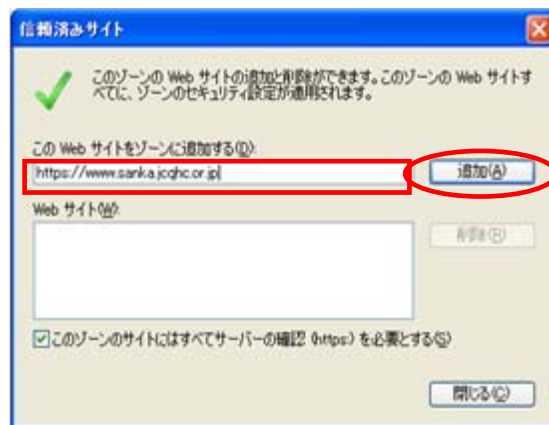 信頼済みサイト
このゾーンの Web サイトの追加と削除ができます。このゾーンの Web サイトす
べてに、ゾーンのセキュリティ設定が適用されます。
この Web サイトをゾーンに追加する(D):
https://www.sanka.jcqhc.or.jp
追加(A)
Web サイト(W):
削除(R)
このゾーンのサイトにはすべてサーバーの確認 (https:) を必要とする(S)
閉じる(C)